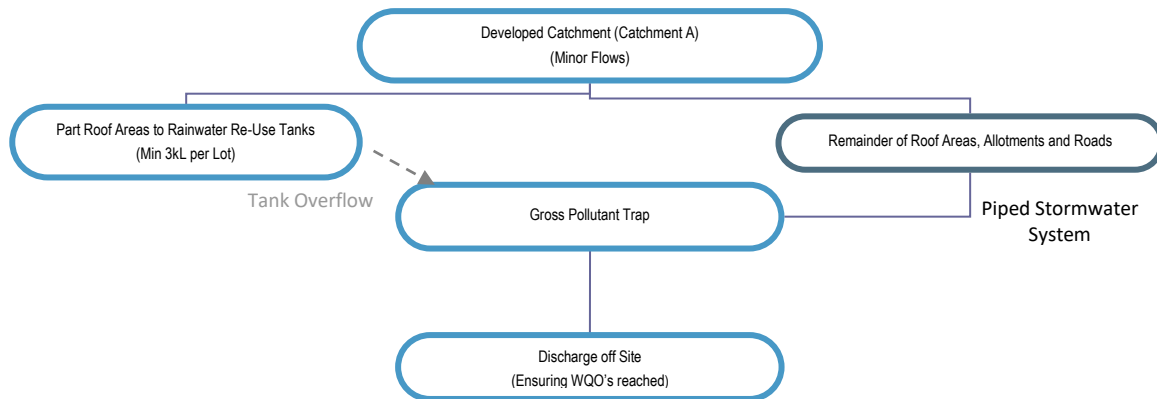 Developed Catchment (Catchment A)
(Minor Flows)
Part Roof Areas to Rainwater Re-Use Tanks
(Min 3kL per Lot)
Remainder of Roof Areas, Allotments and Roads
Tank Overflow
Gross Pollutant Trap
Piped Stormwater
System
Discharge off Site
(Ensuring WQO's reached)